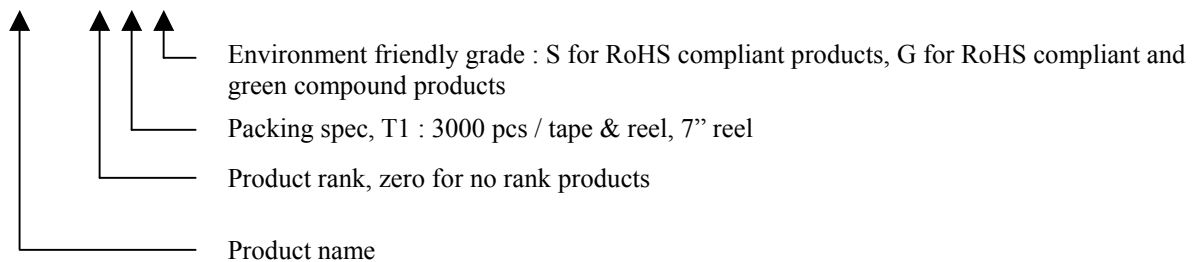 Environment friendly grade : S for RoHS compliant products, G for RoHS compliant and
green compound products
Packing spec, T1 : 3000 pcs / tape & reel, 7” reel
Product rank, zero for no rank products
Product name